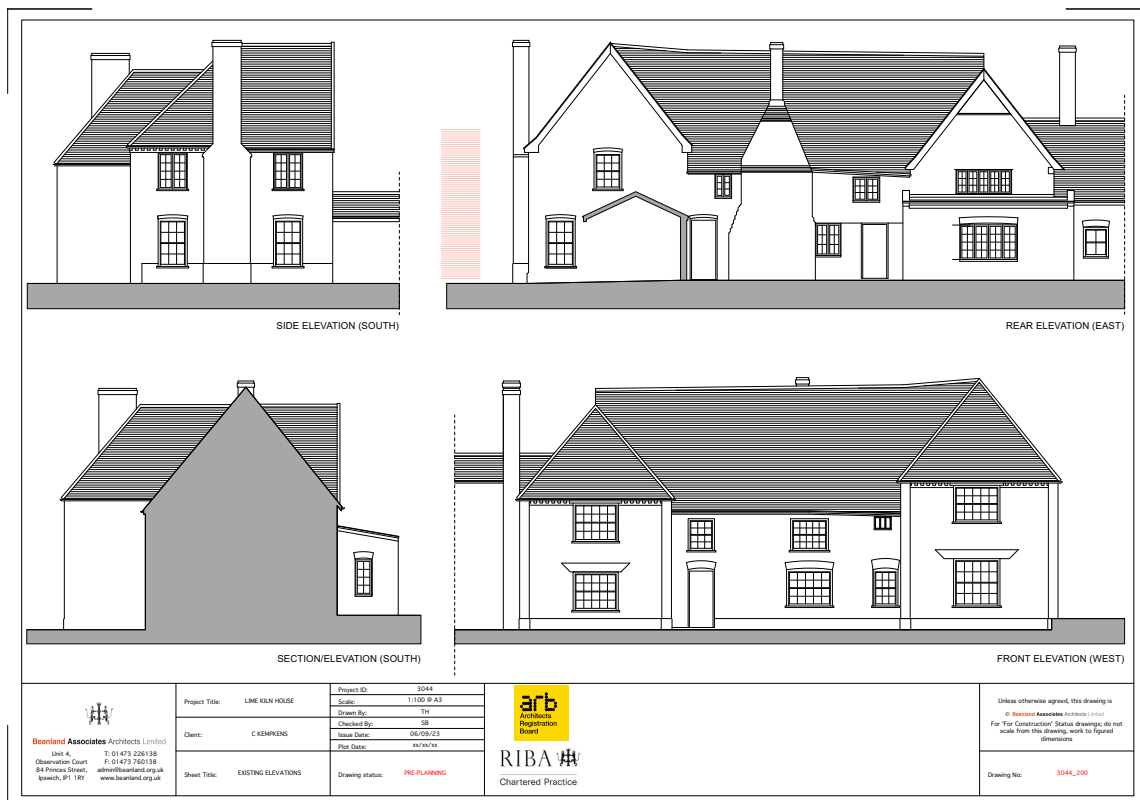 SIDE ELEVATION (SOUTH)
REAR ELEVATION (EAST)
SECTION/ELEVATION (SOUTH)
FRONT ELEVATION (WEST)
Beanland Associates Architects Limited
Unit 4,
Observation Court
84 Princes Street,
Ipswich, IP1 1RY
T: 01473 226138
F: 01473 760138
admin@beanland.org.uk
www.beanland.org.uk
Project Title: LIME KILN HOUSE
Client: C KEMPKENS
Sheet Title: EXISTING ELEVATIONS
Project ID: 3044
Scale: 1:100 @ A3
Drawn By: TH
Checked By: SB
Issue Date: 06/09/23
Plot Date: xx/xx/xx
Drawing status: PRE-PLANNING
arb
Architects
Registration
Board
RIBA
Chartered Practice
Unless otherwise agreed, this drawing is
© Beanland Associates Architects Limited
For "For Construction" Status drawings; do not
scale from this drawing, work to figured
dimensions
Drawing No: 3044_200